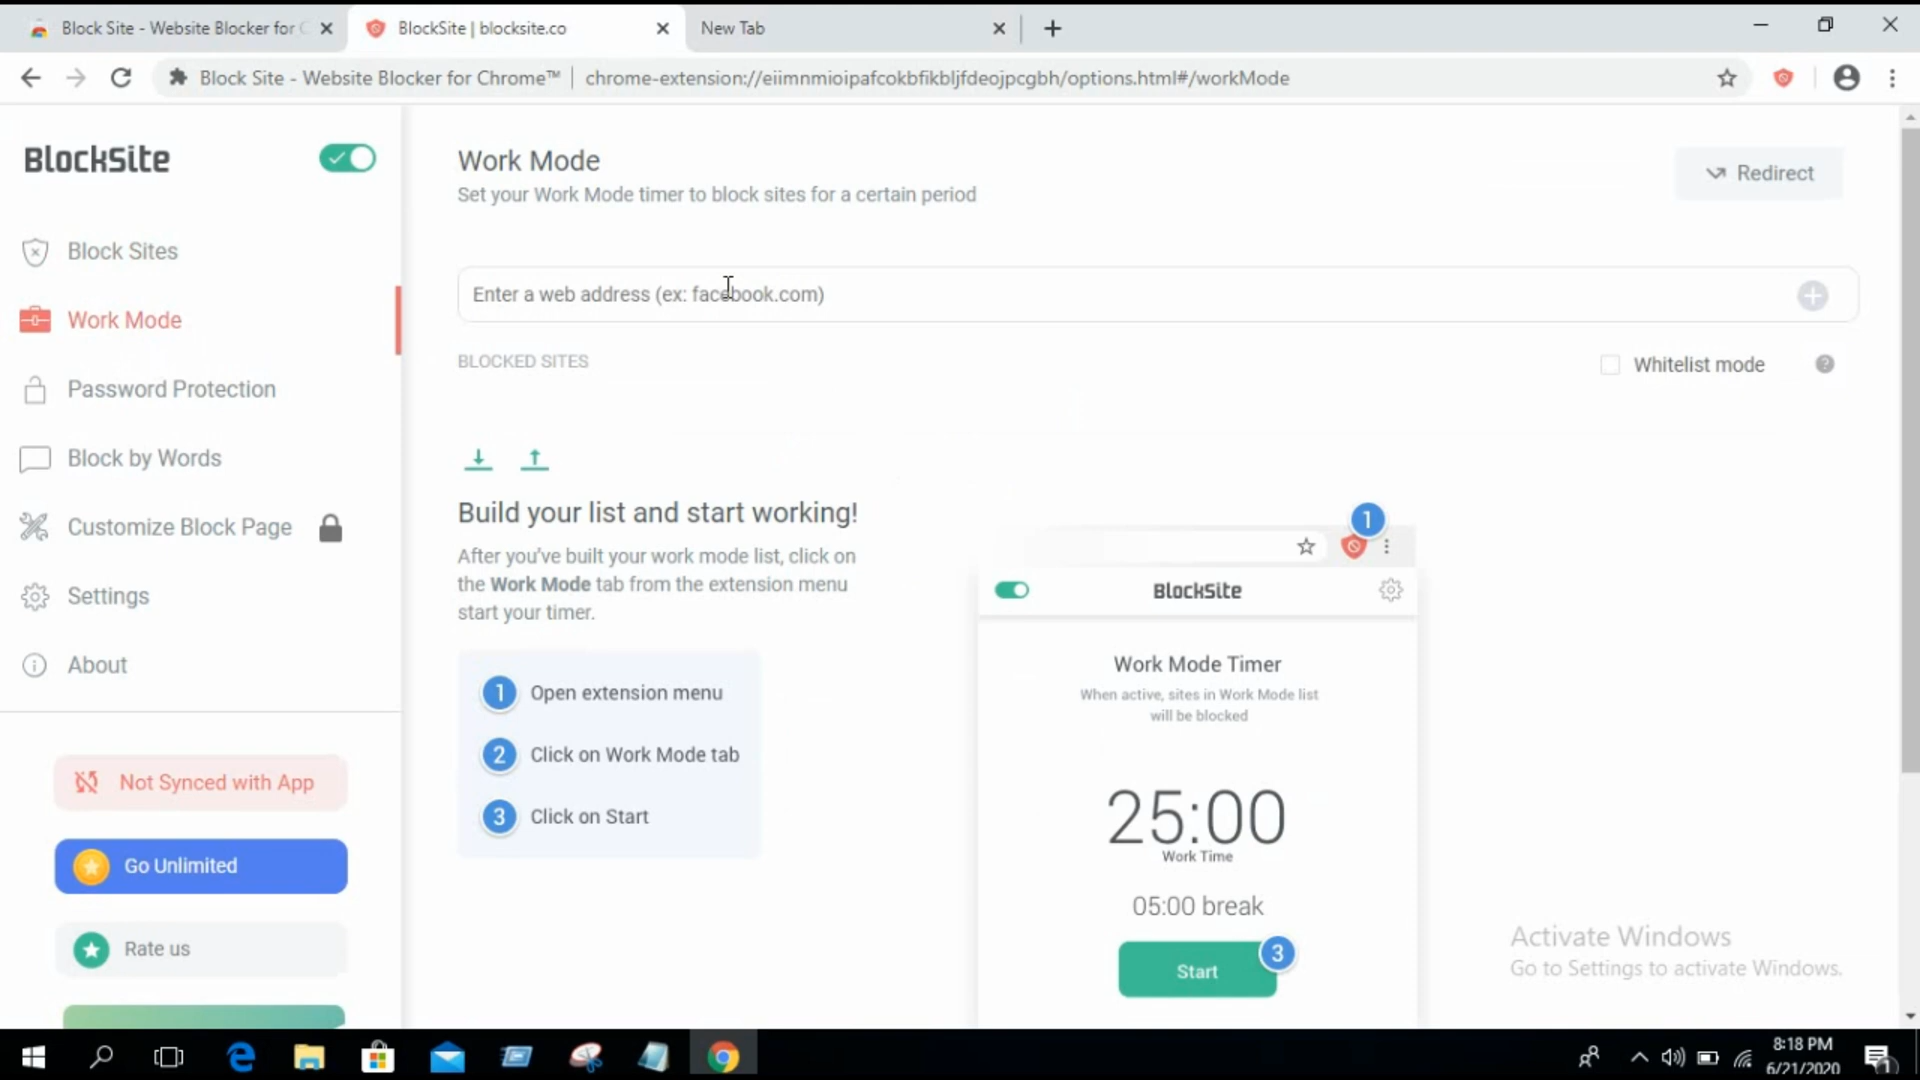 Block Site - Website Blocker for C
BlockSite | blocksite.co
New Tab
Block Site - Website Blocker for Chrome™ | chrome-extension://eiimnmioipafcokbfikbljfdeojpcgbh/options.html#/workMode
BlockSite
Block Sites
Work Mode
Password Protection
Block by Words
Customize Block Page
Settings
About
Not Synced with App
Go Unlimited
Rate us
Work Mode
Set your Work Mode timer to block sites for a certain period
Redirect
Enter a web address (ex: facebook.com)
BLOCKED SITES
Whitelist mode
?
Build your list and start working!
After you've built your work mode list, click on
the Work Mode tab from the extension menu
start your timer.
1 Open extension menu
2 Click on Work Mode tab
3 Click on Start
1
BlockSite
Work Mode Timer
When active, sites in Work Mode list
will be blocked
25:00
Work Time
05:00 break
Start
3
Activate Windows
Go to Settings to activate Windows.
8:18 PM
6/21/2020
1